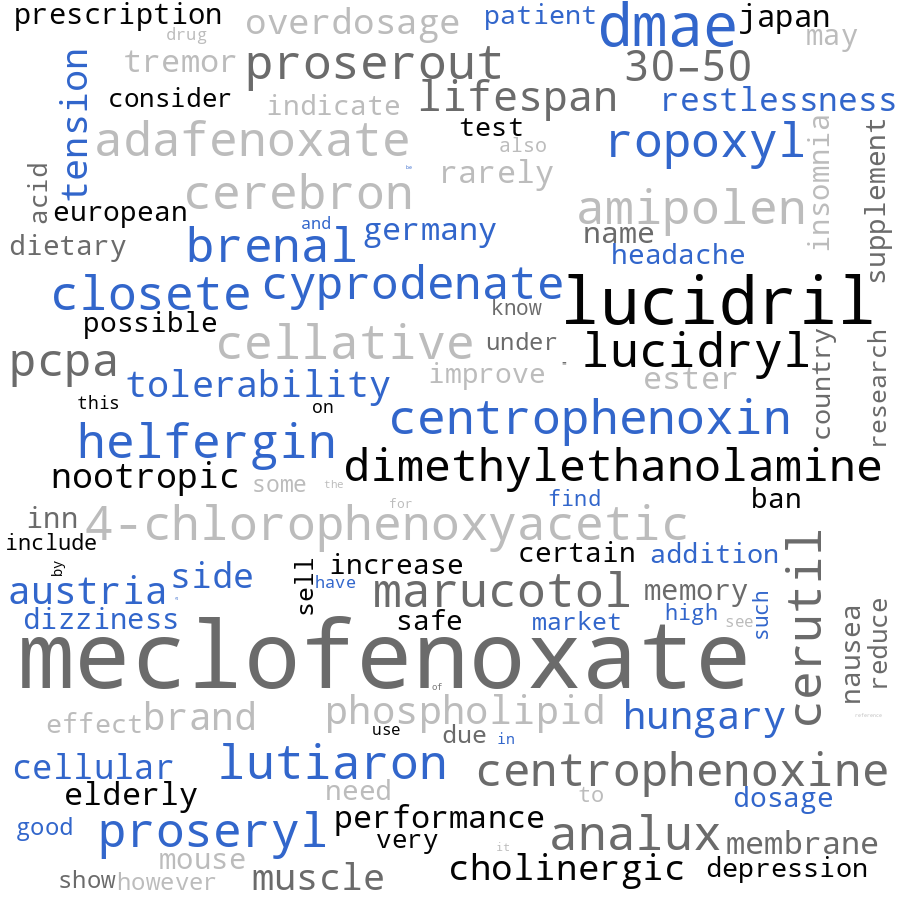 prescription
drug
overdosage
patient
dmae
japan
may
tremor
proserout
30–50
tension
consider
indicate
lifespan
restlessness
test
also
adafenoxate
ropoxyl
insomnia
supplement
acid
rarely
european
cerebron
amipolen
and
germany
name
dietary
brenal
headache
closete
cyprodenate
lucidril
know
possible
cellative
under
lucidryl
country
research
pcpa
improve
ester
tolerability
this
on
centrophenoxin
helfergin
dimethylethanolamine
nootropic
some
the
find
ban
for
inn
4-chlorophenoxyacetic
include
by
sell
increase
certain
addition
cerutil
austria
side
have
marucotol
memory
such
dizziness
safe
market
high
see
nausea
reduce
meclofenoxate
of
effect
brand
phospholipid
hungary
reference
use
due
in
cellular
lutiaron
centrophenoxine
elderly
need
to
dosage
good
proseryl
performance
very
it
analux
membrane
mouse
show
however
muscle
cholinergic
depression